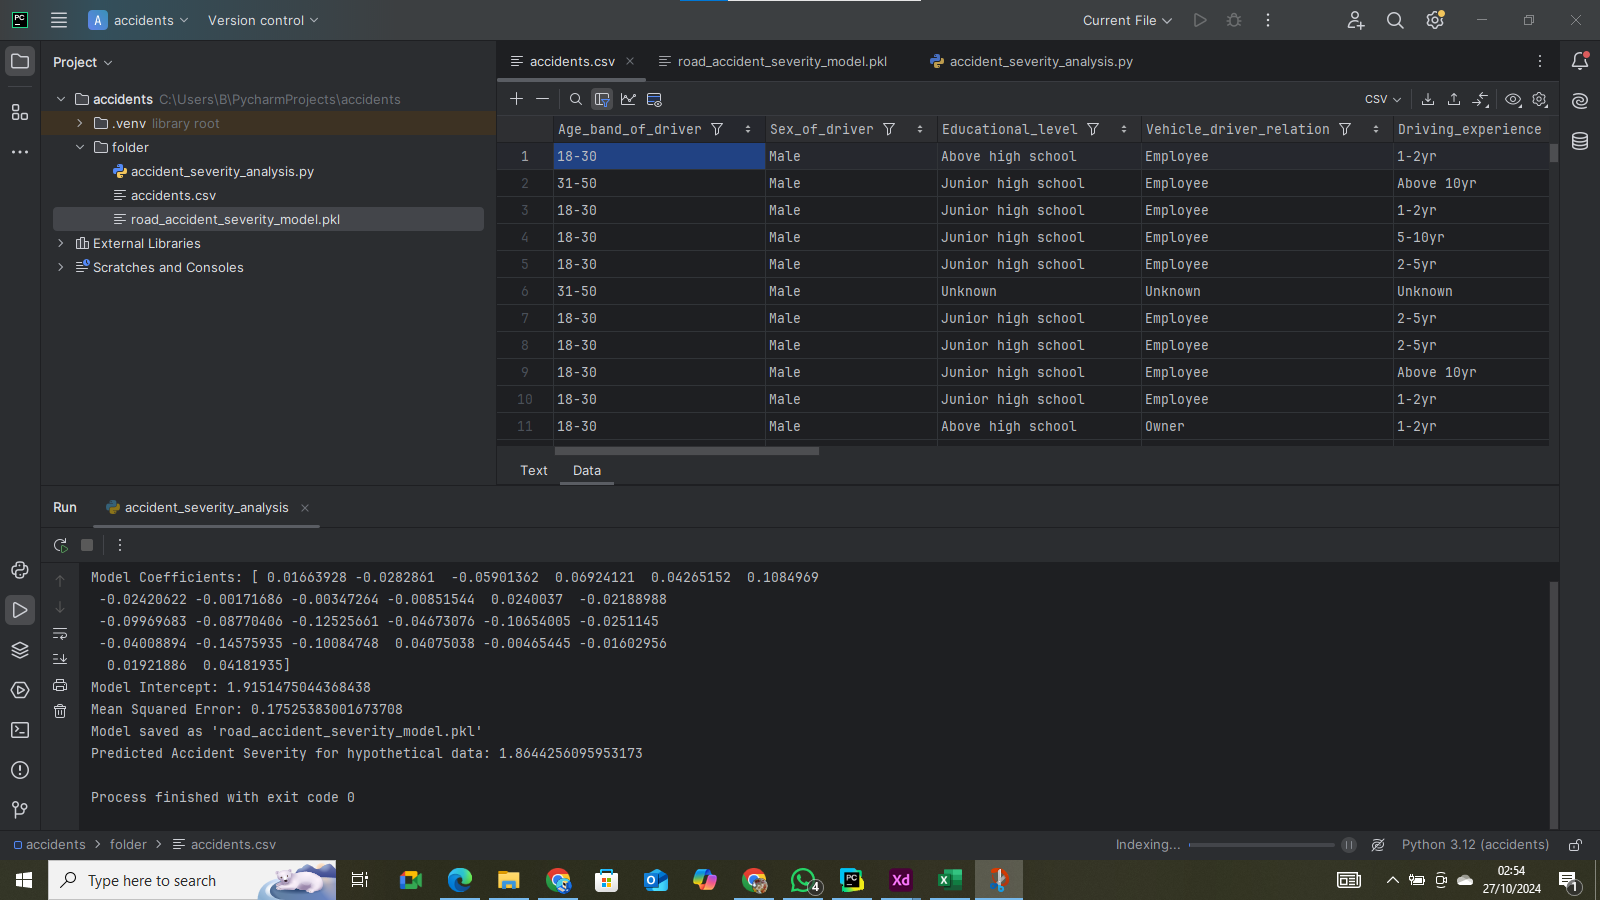 PC
A accidents
Version control
Current File
Project
accidents C:\Users\B\PycharmProjects\accidents
.venv library root
folder
accident_severity_analysis.py
accidents.csv
road_accident_severity_model.pkl
External Libraries
Scratches and Consoles
accidents.csv
road_accident_severity_model.pkl
accident_severity_analysis.py
CSV
Age_band_of_driver Sex_of_driver Educational_level Vehicle_driver_relation Driving_experience
1 18-30 Male Above high school Employee 1-2yr
2 31-50 Male Junior high school Employee Above 10yr
3 18-30 Male Junior high school Employee 1-2yr
4 18-30 Male Junior high school Employee 5-10yr
5 18-30 Male Junior high school Employee 2-5yr
6 31-50 Male Unknown Unknown Unknown
7 18-30 Male Junior high school Employee 2-5yr
8 18-30 Male Junior high school Employee 2-5yr
9 18-30 Male Junior high school Employee Above 10yr
10 18-30 Male Junior high school Employee 1-2yr
11 18-30 Male Above high school Owner 1-2yr
Text Data
Run accident_severity_analysis
Model Coefficients: [ 0.01663928 -0.0282861  -0.05901362  0.06924121  0.04265152  0.1084969
 -0.02420622 -0.00171686 -0.00347264 -0.00851544  0.0240037  -0.02188988
 -0.09969683 -0.08770406 -0.12525661 -0.04673076 -0.10654005 -0.0251145
 -0.04008894 -0.14575935 -0.10084748  0.04075038 -0.00465445 -0.01602956
  0.01921886  0.04181935]
Model Intercept: 1.9151475044368438
Mean Squared Error: 0.17525383001673708
Model saved as 'road_accident_severity_model.pkl'
Predicted Accident Severity for hypothetical data: 1.8644256095953173
Process finished with exit code 0
accidents > folder > accidents.csv
Indexing...
Python 3.12 (accidents)
Type here to search
4
PC
Xd
02:54
27/10/2024
1